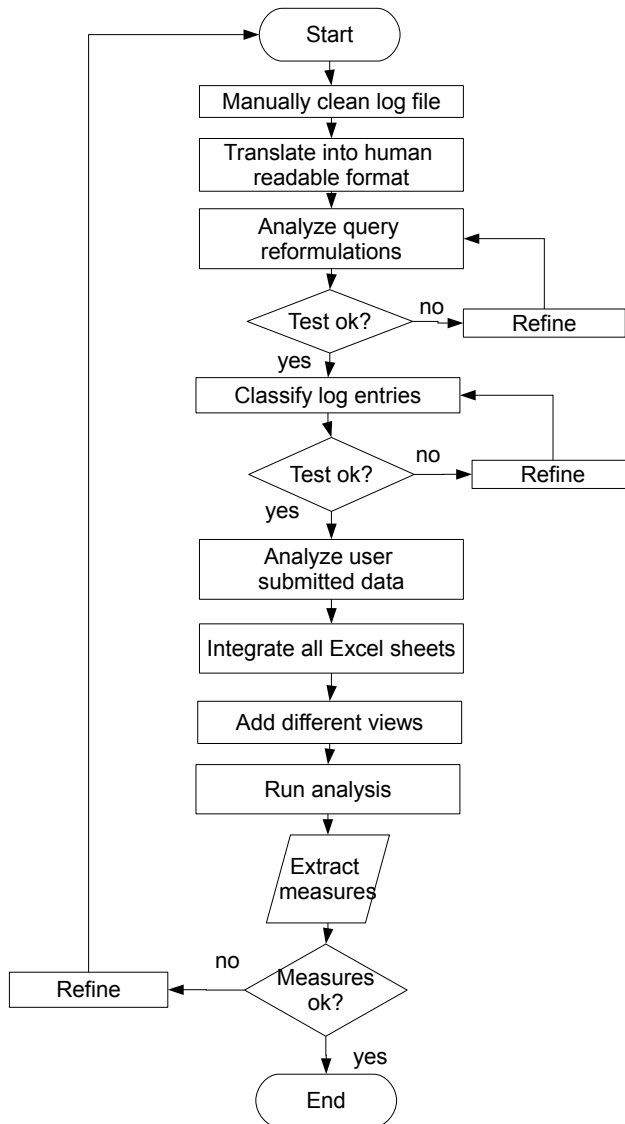 Start
Manually clean log file
Translate into human
readable format
Analyze query
reformulations
Test ok?
no
Refine
yes
Classify log entries
Test ok?
no
Refine
yes
Analyze user
submitted data
Integrate all Excel sheets
Add different views
Run analysis
Extract
measures
Measures
ok?
no
Refine
yes
End